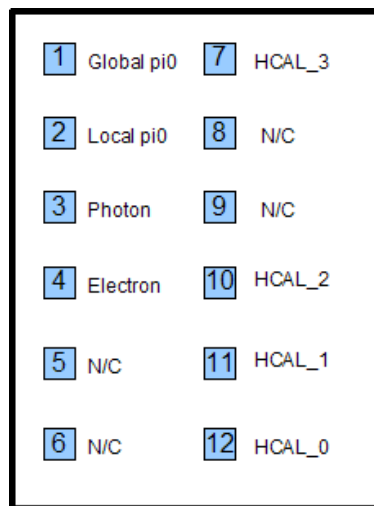 1 Global pi0 7 HCAL_3
2 Local pi0 8 N/C
3 Photon 9 N/C
4 Electron 10 HCAL_2
5 N/C 11 HCAL_1
6 N/C 12 HCAL_0